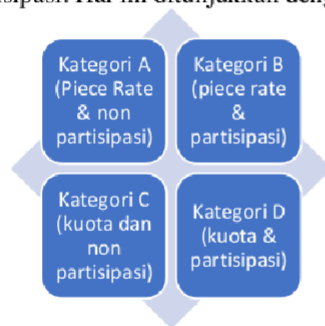 Kategori A
(Piece Rate
& non
partisipasi)
Kategori B
(piece rate
&
partisipasi)
Kategori C
(kuota dan
non
partisipasi)
Kategori D
(kuota &
partisipasi)